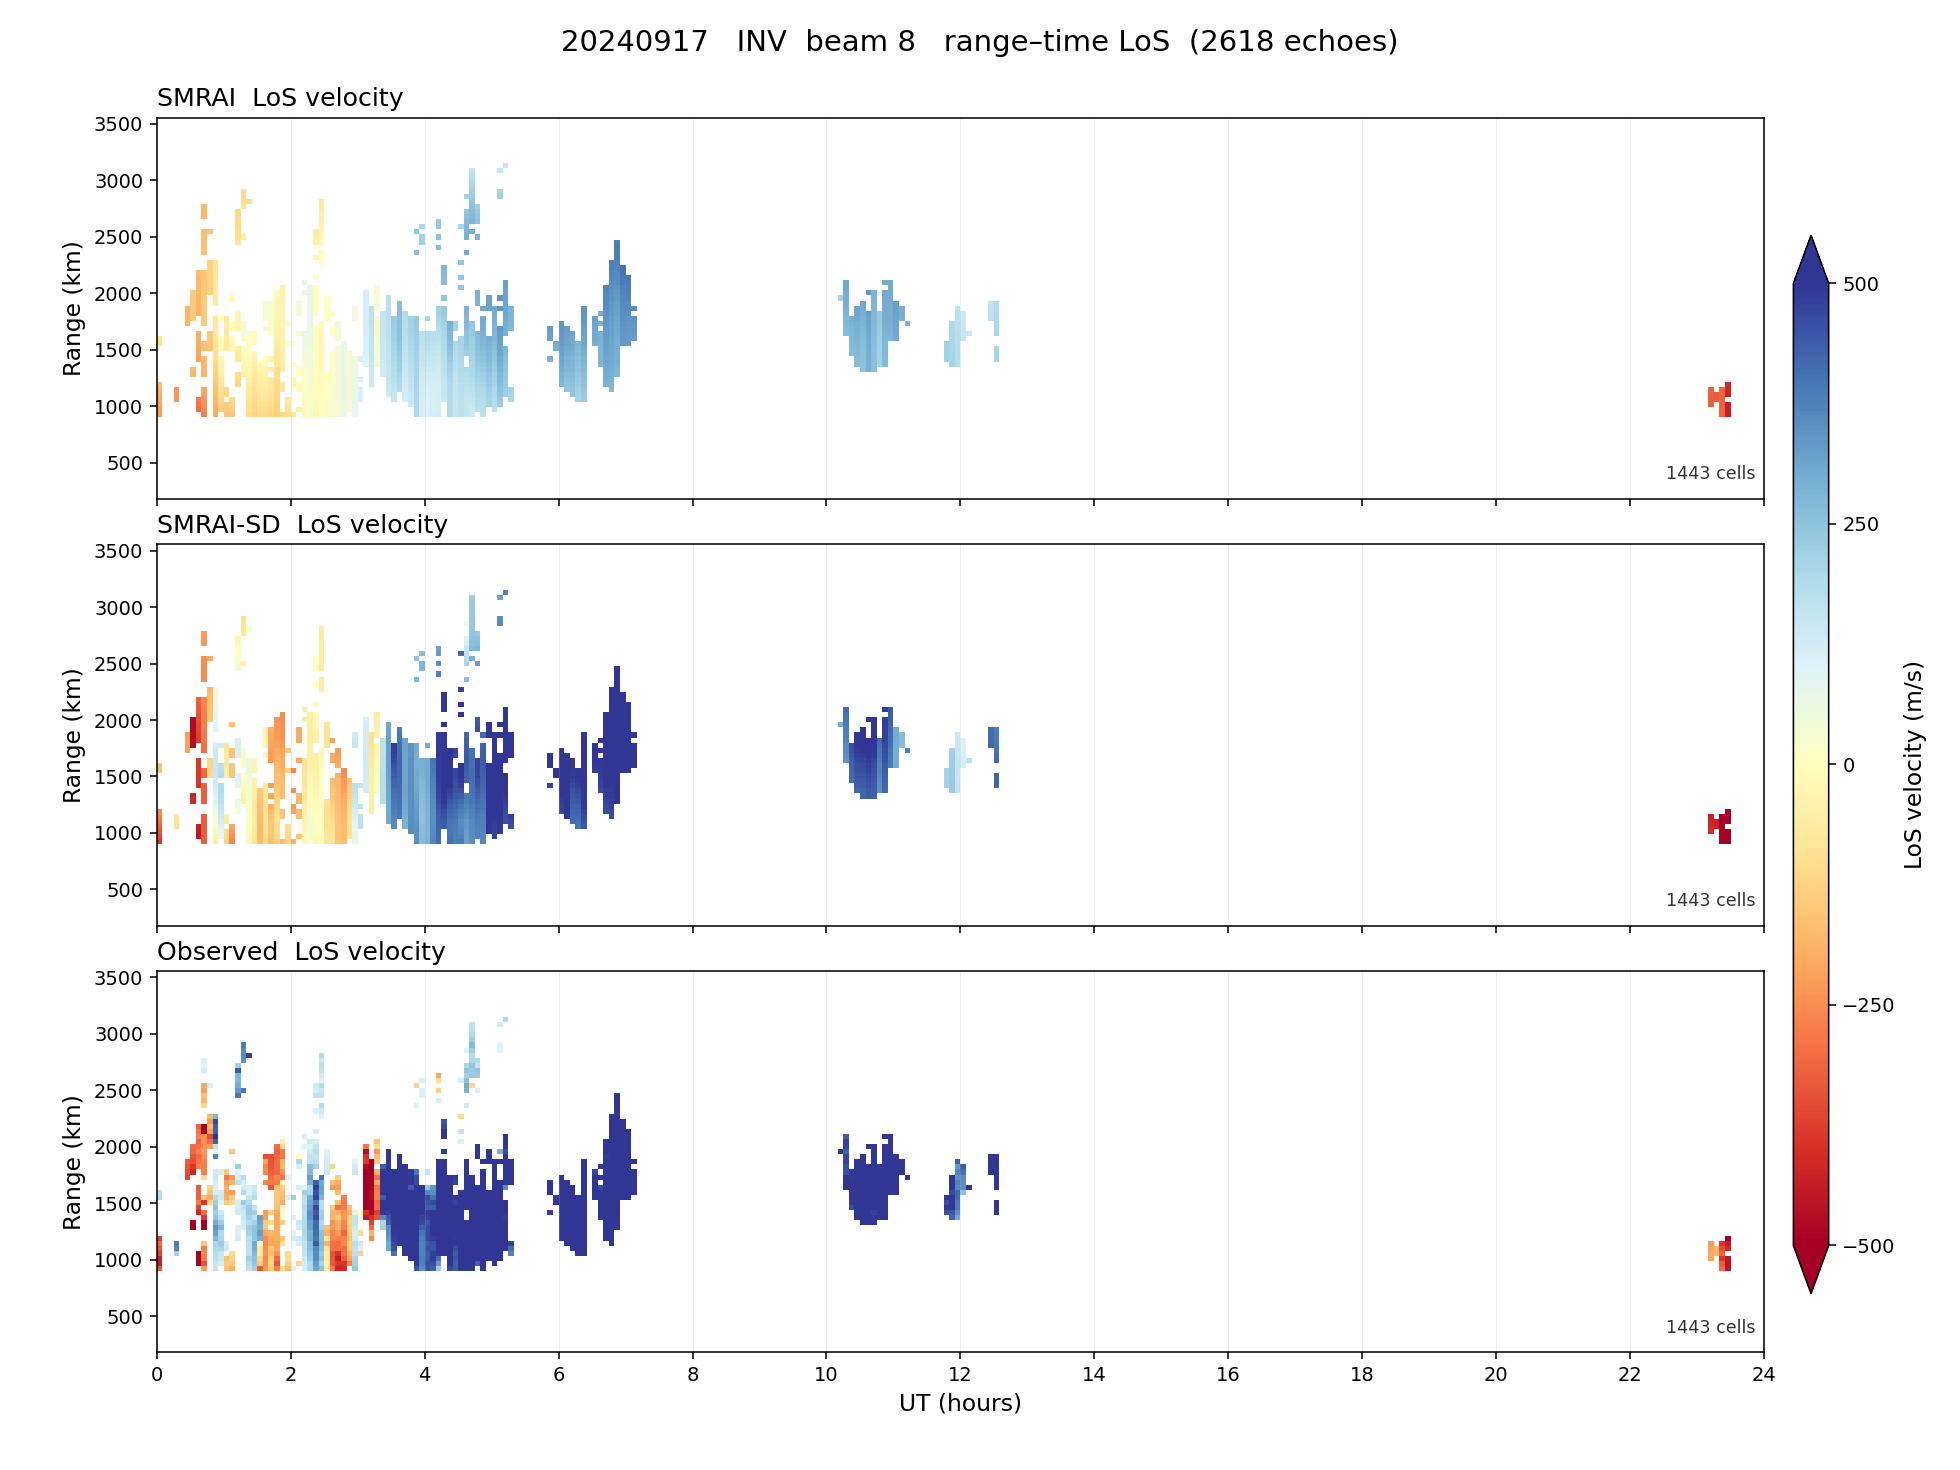 20240917   INV  beam 8   range–time LoS  (2618 echoes)
SMRAI  LoS velocity
3500
3000
2500
2000
1500
1000
500
Range (km)
1443 cells
SMRAI-SD  LoS velocity
3500
3000
2500
2000
1500
1000
500
Range (km)
1443 cells
Observed  LoS velocity
3500
3000
2500
2000
1500
1000
500
Range (km)
1443 cells
0 2 4 6 8 10 12 14 16 18 20 22 24
UT (hours)
500
250
0
−250
−500
LoS velocity (m/s)